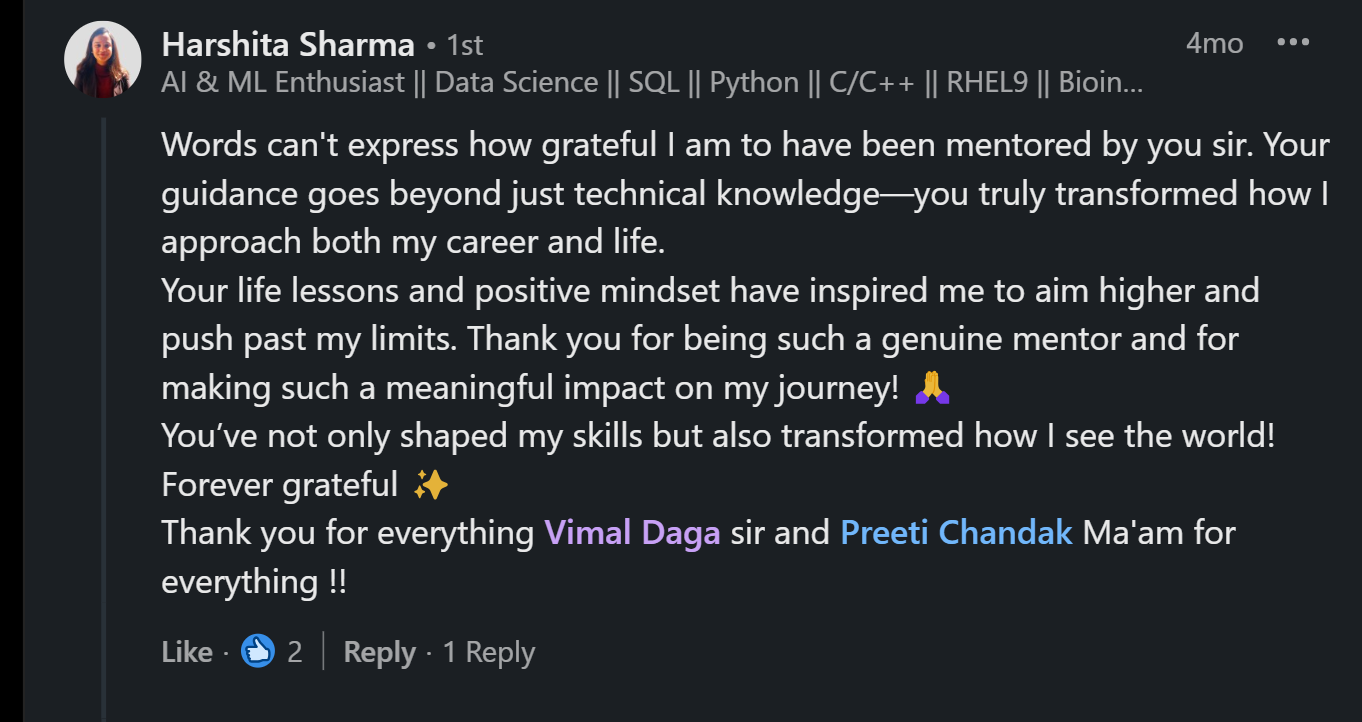 Harshita Sharma • 1st 4mo •••
AI & ML Enthusiast || Data Science || SQL || Python || C/C++ || RHEL9 || Bioin...
Words can't express how grateful I am to have been mentored by you sir. Your
guidance goes beyond just technical knowledge—you truly transformed how I
approach both my career and life.
Your life lessons and positive mindset have inspired me to aim higher and
push past my limits. Thank you for being such a genuine mentor and for
making such a meaningful impact on my journey! 🙏
You’ve not only shaped my skills but also transformed how I see the world!
Forever grateful ✨
Thank you for everything Vimal Daga sir and Preeti Chandak Ma'am for
everything !!
Like · 👍 2 | Reply · 1 Reply